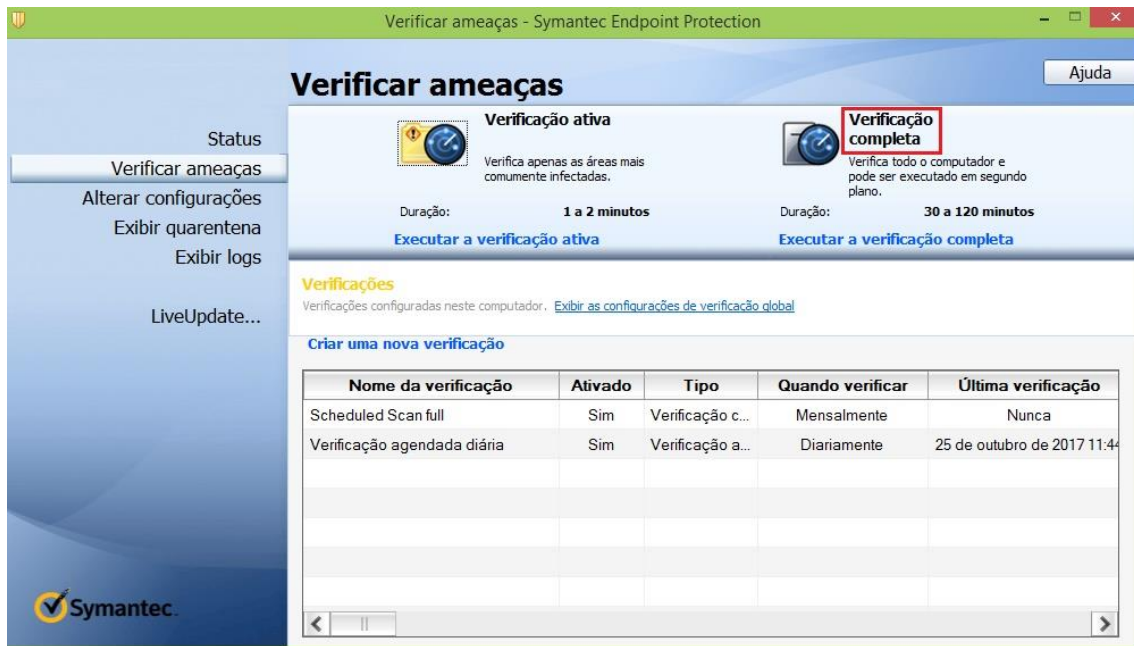 Verificar ameaças - Symantec Endpoint Protection
Verificar ameaças
Ajuda
Status
Verificar ameaças
Alterar configurações
Exibir quarentena
Exibir logs
LiveUpdate...
Verificação ativa
Verifica apenas as áreas mais
comumente infectadas.
Duração: 1 a 2 minutos
Executar a verificação ativa
Verificação
completa
Verifica todo o computador e
pode ser executado em segundo
plano.
Duração: 30 a 120 minutos
Executar a verificação completa
Verificações
Verificações configuradas neste computador. Exibir as configurações de verificação global
Criar uma nova verificação
Nome da verificação Ativado Tipo Quando verificar Última verificação
Scheduled Scan full Sim Verificação c... Mensalmente Nunca
Verificação agendada diária Sim Verificação a... Diariamente 25 de outubro de 2017 11:44
Symantec.